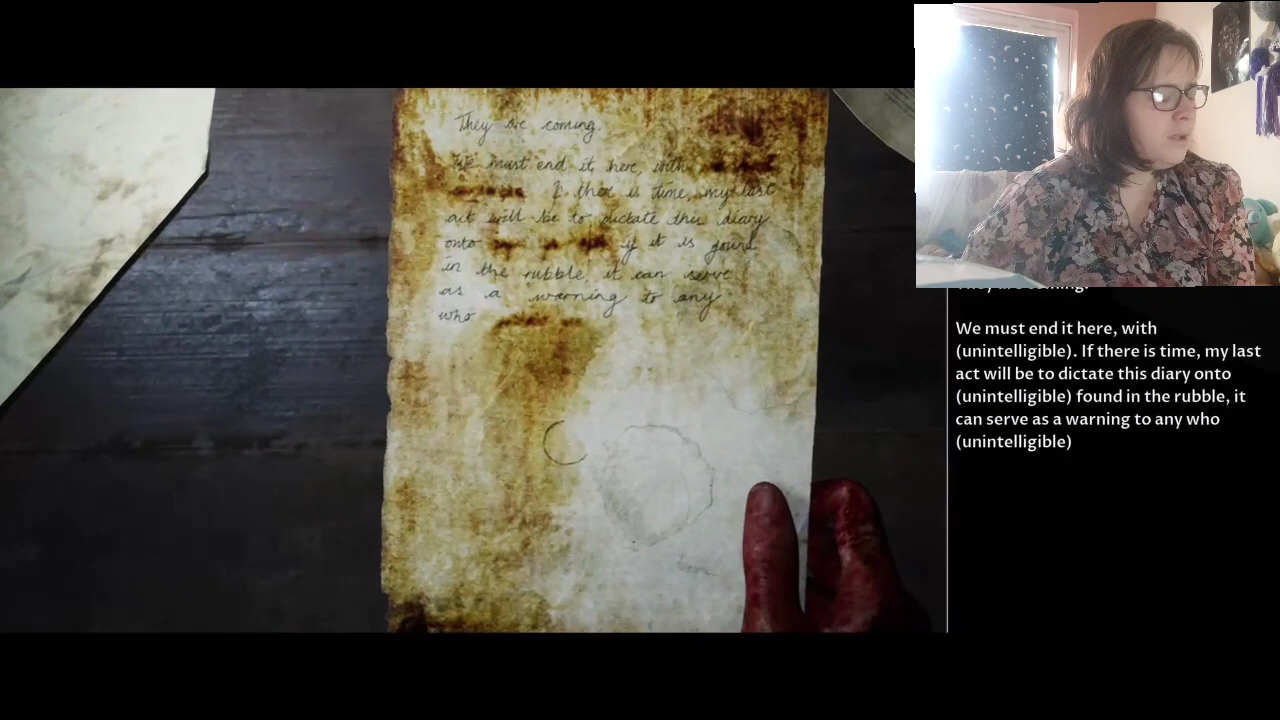 They are coming.
We must end it here, with
If there is time, my last
act will be to dictate this diary
onto if it is found
in the rubble, it can serve
as a warning to any
who
We must end it here, with
(unintelligible). If there is time, my last
act will be to dictate this diary onto
(unintelligible) found in the rubble, it
can serve as a warning to any who
(unintelligible)